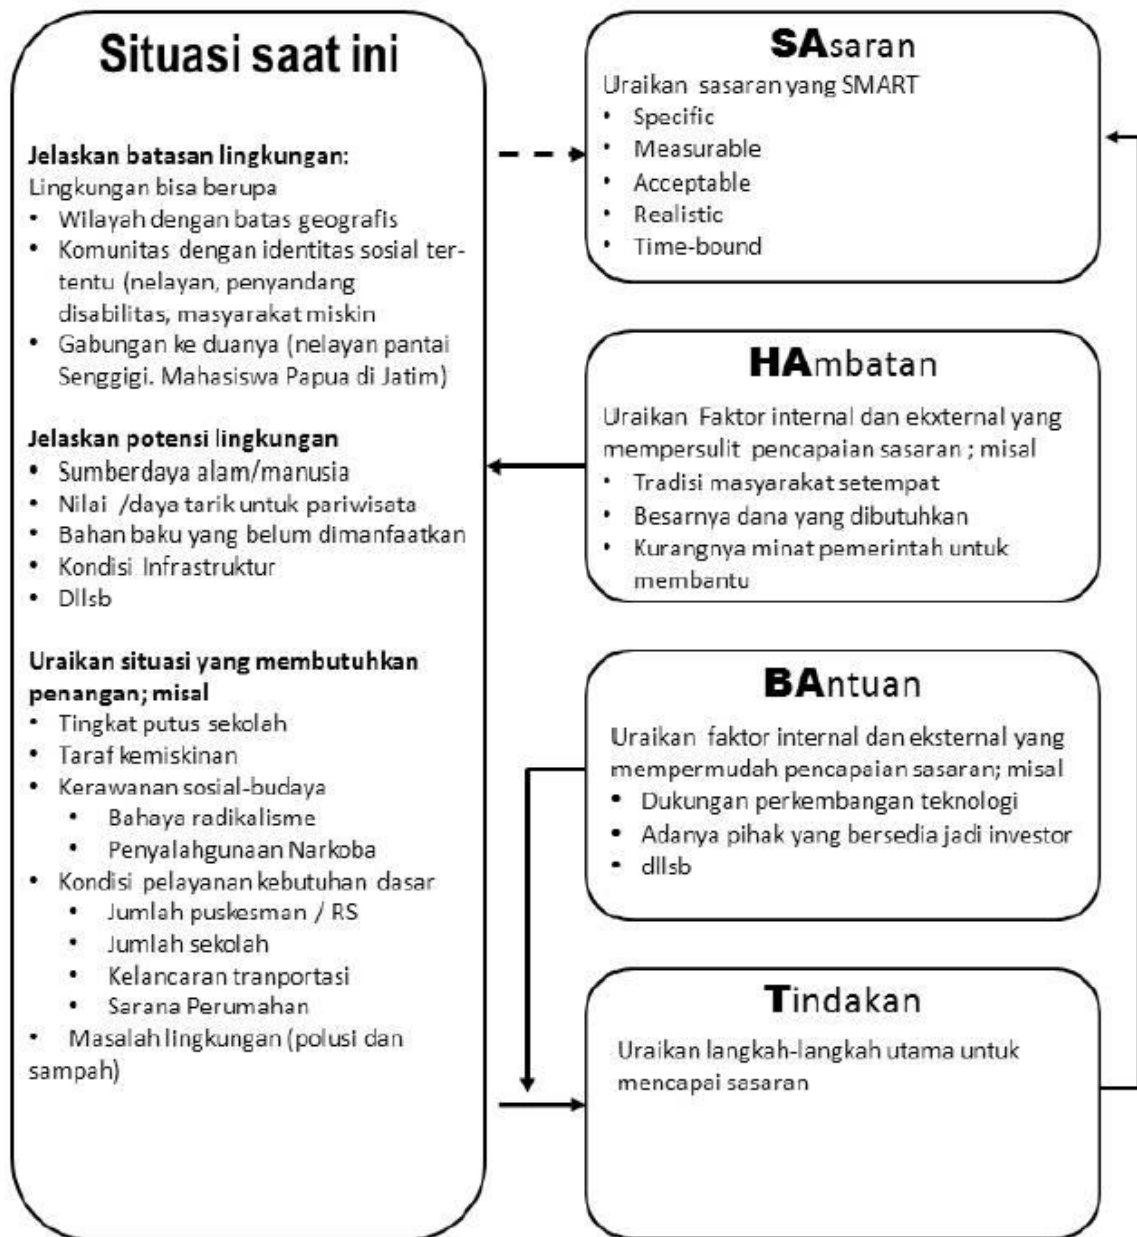 Situasi saat ini
Jelaskan batasan lingkungan:
Lingkungan bisa berupa
• Wilayah dengan batas geografis
• Komunitas dengan identitas sosial ter-
tentu (nelayan, penyandang
disabilitas, masyarakat miskin
• Gabungan ke duanya (nelayan pantai
Senggigi. Mahasiswa Papua di Jatim)
Jelaskan potensi lingkungan
• Sumberdaya alam/manusia
• Nilai /daya tarik untuk pariwisata
• Bahan baku yang belum dimanfaatkan
• Kondisi Infrastruktur
• Dllsb
Uraikan situasi yang membutuhkan
penangan; misal
• Tingkat putus sekolah
• Taraf kemiskinan
• Kerawanan sosial-budaya
• Bahaya radikalisme
• Penyalahgunaan Narkoba
• Kondisi pelayanan kebutuhan dasar
• Jumlah puskesman / RS
• Jumlah sekolah
• Kelancaran tranportasi
• Sarana Perumahan
• Masalah lingkungan (polusi dan
sampah)
SAsaran
Uraikan sasaran yang SMART
• Specific
• Measurable
• Acceptable
• Realistic
• Time-bound
HAmbatan
Uraikan Faktor internal dan ekxternal yang
mempersulit pencapaian sasaran ; misal
• Tradisi masyarakat setempat
• Besarnya dana yang dibutuhkan
• Kurangnya minat pemerintah untuk
membantu
BAntuan
Uraikan faktor internal dan eksternal yang
mempermudah pencapaian sasaran; misal
• Dukungan perkembangan teknologi
• Adanya pihak yang bersedia jadi investor
• dllsb
Tindakan
Uraikan langkah-langkah utama untuk
mencapai sasaran